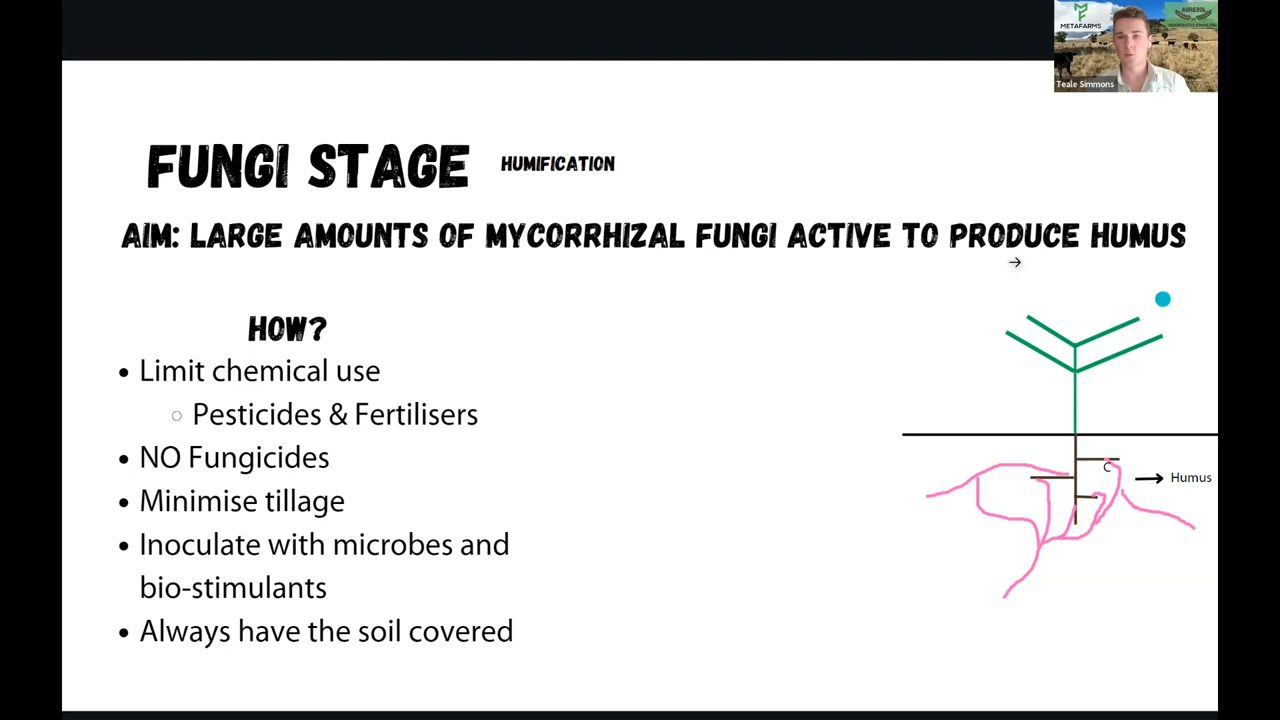 METAFARMS
AGRESOL
Teale Simmons
FUNGI STAGE HUMIFICATION
AIM: LARGE AMOUNTS OF MYCORRHIZAL FUNGI ACTIVE TO PRODUCE HUMUS
HOW?
• Limit chemical use
○ Pesticides & Fertilisers
• NO Fungicides
• Minimise tillage
• Inoculate with microbes and
bio-stimulants
• Always have the soil covered
C
→ Humus